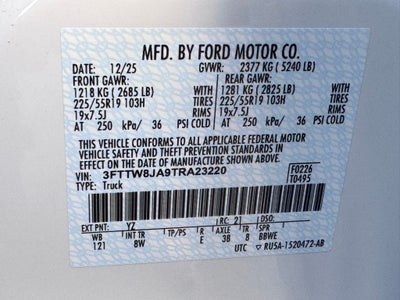 MFD. BY FORD MOTOR CO.
DATE: 12/25 GVWR: 2377 KG ( 5240 LB)
FRONT GAWR: REAR GAWR:
1218 KG ( 2685 LB) WITH 1281 KG ( 2825 LB) WITH
225/55R19 103H TIRES 225/55R19 103H TIRES
19x7.5J RIMS 19x7.5J RIMS
AT 250 kPa/ 36 PSI COLD AT 250 kPa/ 36 PSI COLD
THIS VEHICLE CONFORMS TO ALL APPLICABLE FEDERAL MOTOR
VEHICLE SAFETY AND BUMPER STANDARDS IN EFFECT ON THE DATE OF
MANUFACTURE SHOWN ABOVE.
VIN: 3FTTW8JA9TRA23220 F0226
TYPE: Truck T0495
EXT PNT: YZ RC: 21 DSO:
WB INT TR TP/PS R AXLE TR SPR
121 8W E 38 8 BBWE
UTC RU5A-1520472-AB